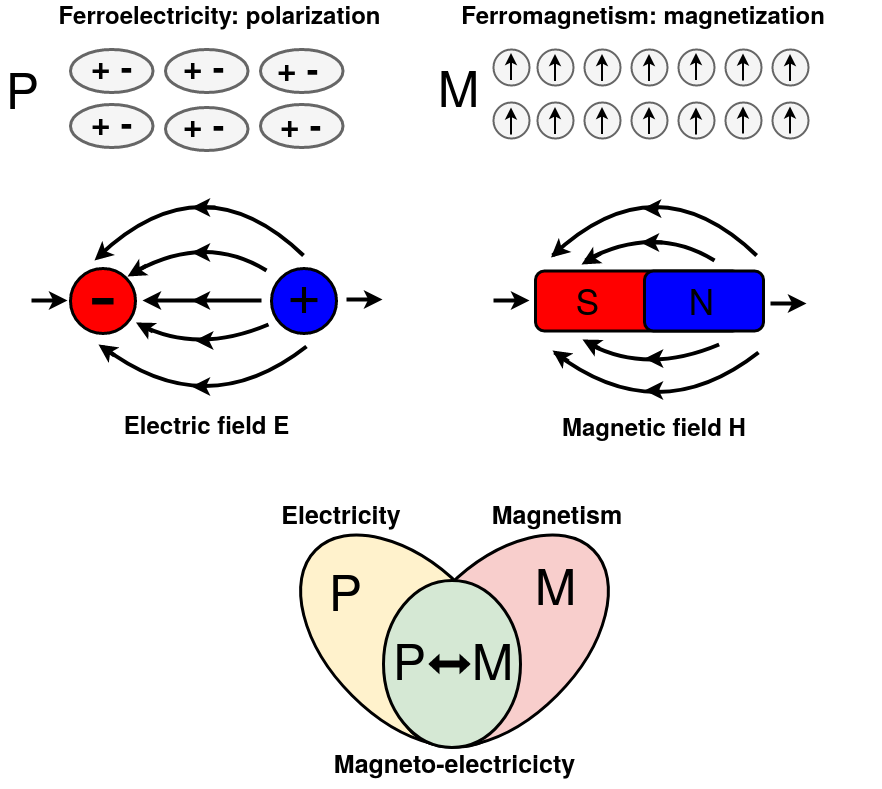 Ferroelectricity: polarization
Ferromagnetism: magnetization
P
+ - + - + -
+ - + - + -
M
- +
S N
Electric field E
Magnetic field H
Electricity
Magnetism
P
M
P↔M
Magneto-electricicty